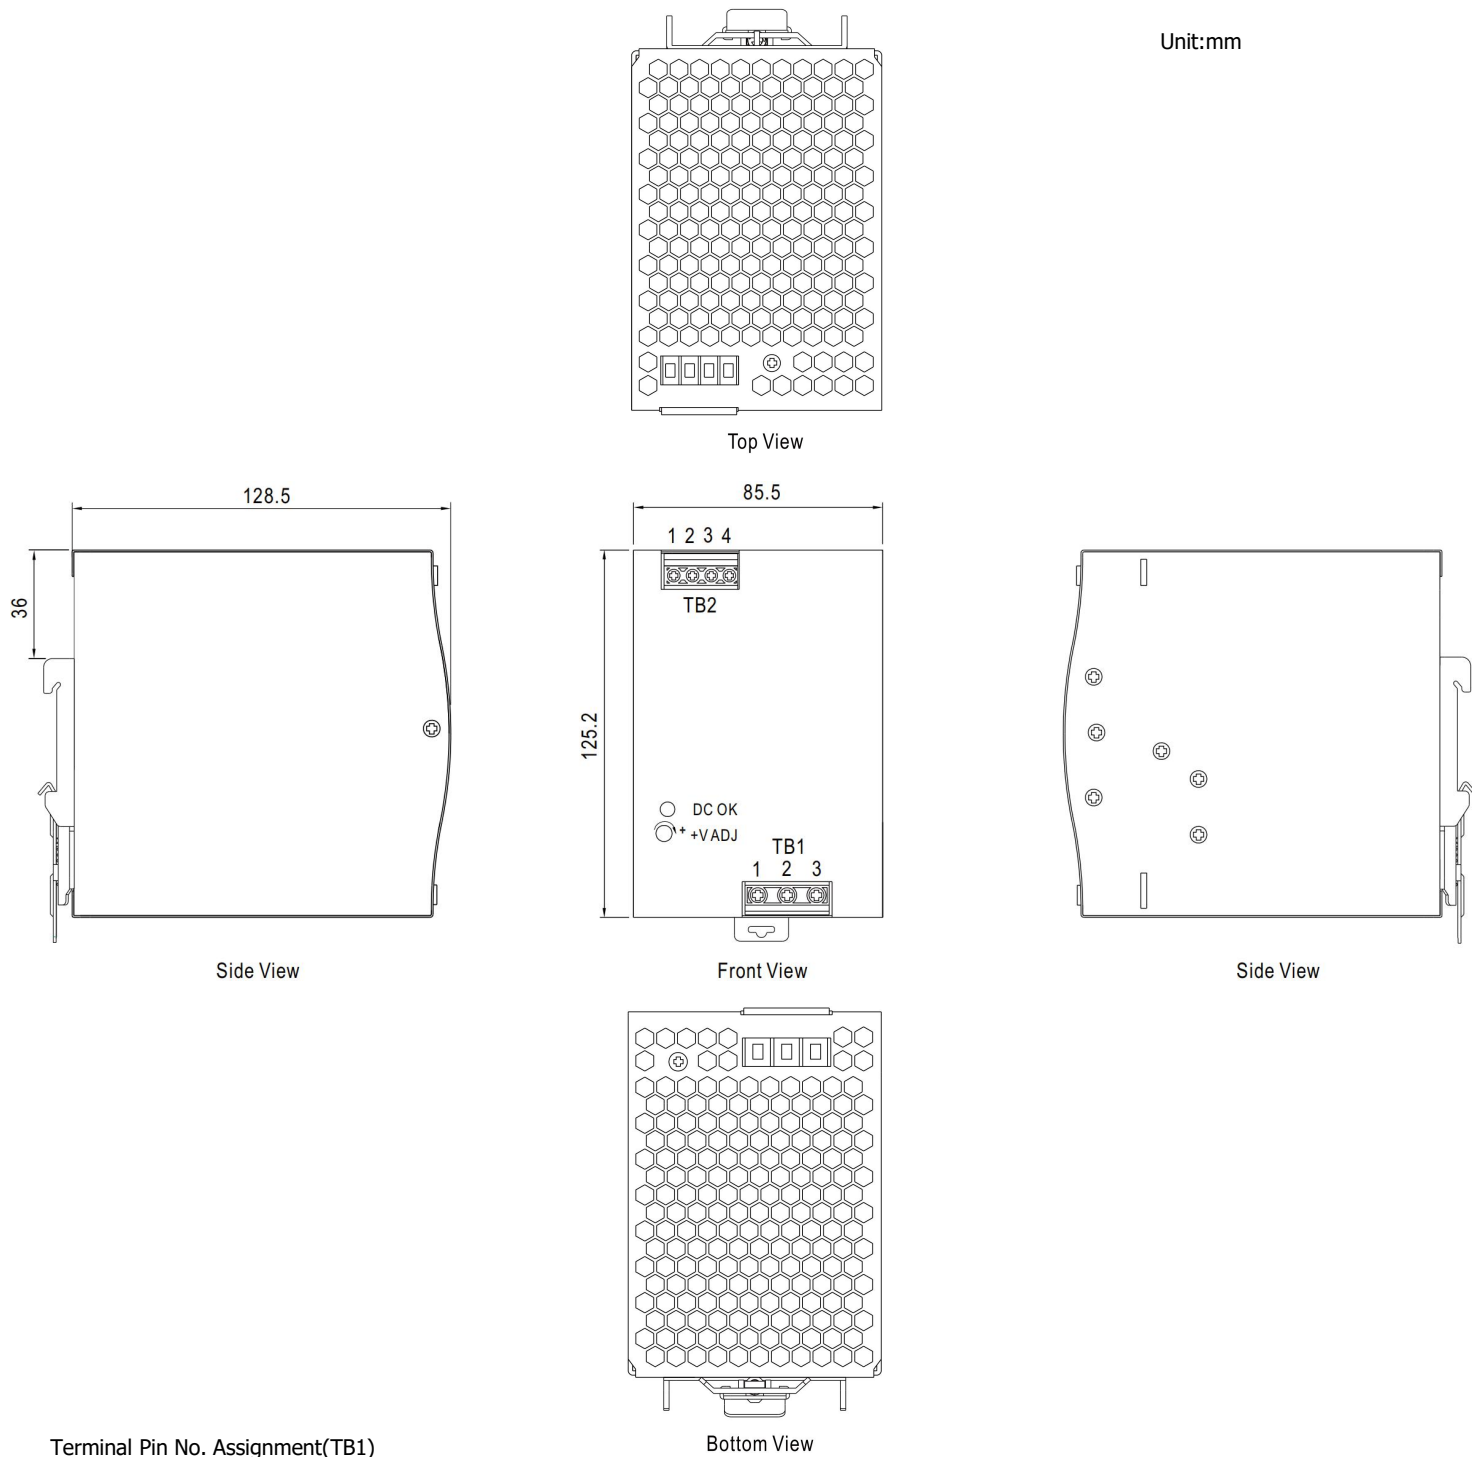 Unit:mm
Top View
128.5
85.5
1 2 3 4
36
TB2
125.2
DC OK
+ +V ADJ
TB1
1 2 3
Side View
Front View
Side View
Bottom View
Terminal Pin No. Assignment(TB1)